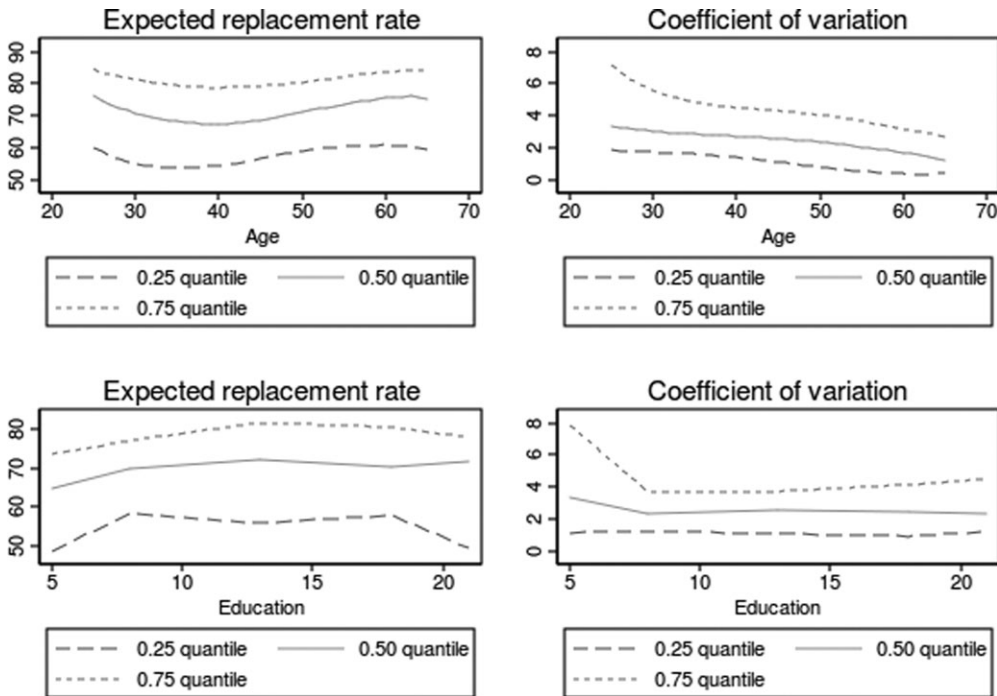 Expected replacement rate
90
80
70
60
50
20 30 40 50 60 70
Age
0.25 quantile 0.50 quantile
0.75 quantile
Coefficient of variation
8
6
4
2
0
20 30 40 50 60 70
Age
0.25 quantile 0.50 quantile
0.75 quantile
Expected replacement rate
80
70
60
50
5 10 15 20
Education
0.25 quantile 0.50 quantile
0.75 quantile
Coefficient of variation
8
6
4
2
0
5 10 15 20
Education
0.25 quantile 0.50 quantile
0.75 quantile